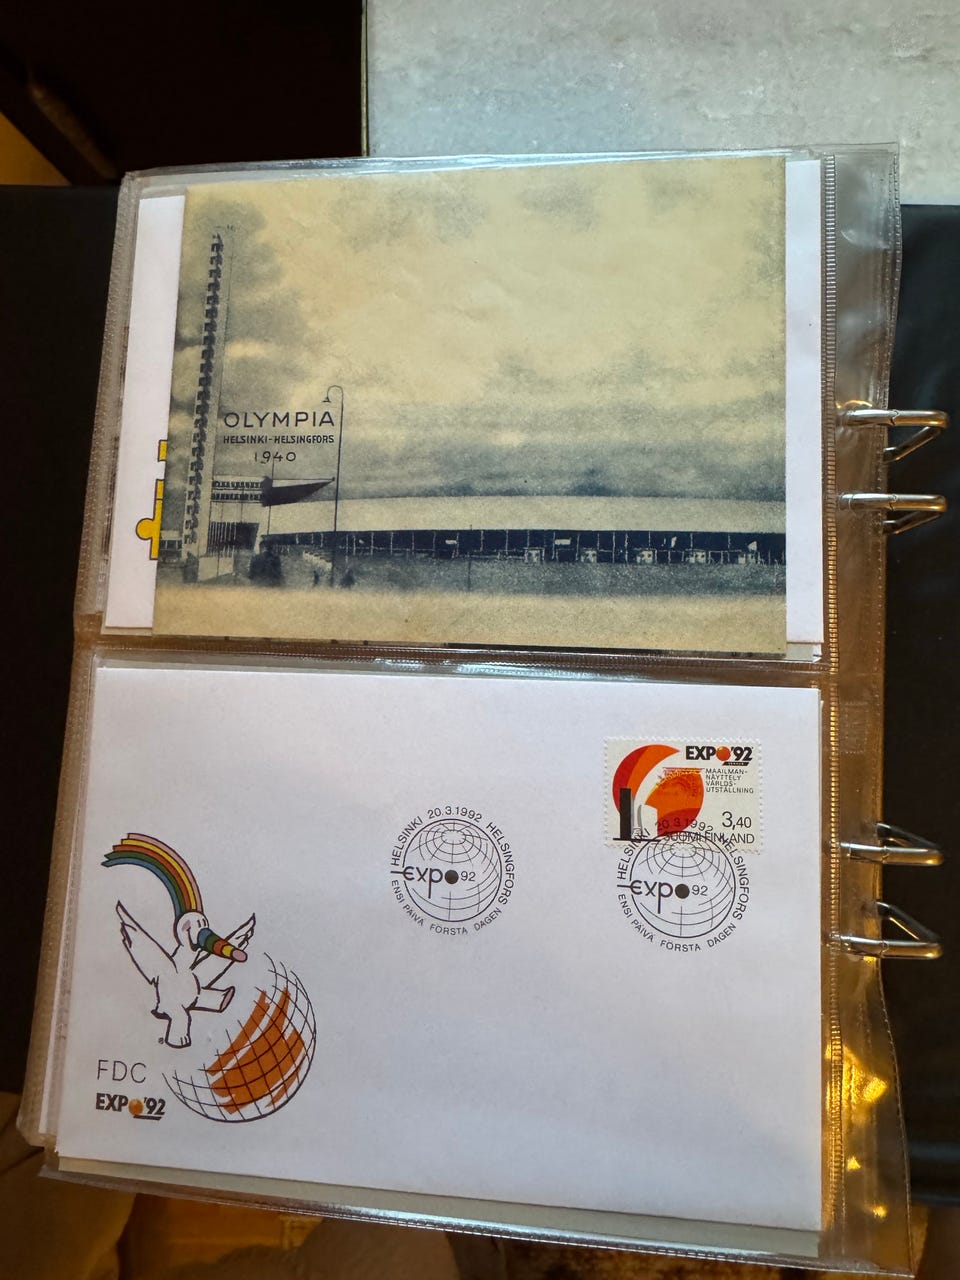 OLYMPIA
HELSINKI-HELSINGFORS
1940
EXPO'92
MAAILMAN-
NÄYTTELY
VÄRLDS-
UTSTÄLLNING
3,40
SUOMI FINLAND
HELSINKI 20.3.1992 HELSINGFORS
expo 92
ENSI PÄIVÄ FÖRSTA DAGEN
HELSINKI 20.3.1992 HELSINGFORS
expo 92
ENSI PÄIVÄ FÖRSTA DAGEN
FDC
EXPO'92